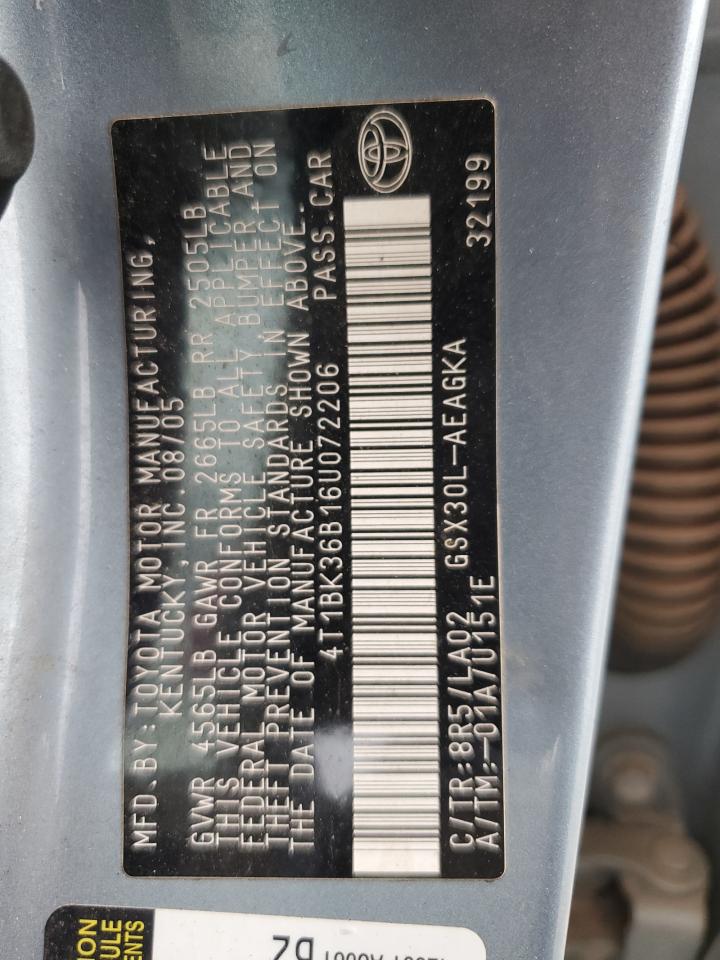 MFD.BY:TOYOTA MOTOR MANUFACTURING,
KENTUCKY,INC.08/05
GVWR 4565LB GAWR FR 2665LB RR 2505LB
THIS VEHICLE CONFORMS TO ALL APPLICABLE
FEDERAL MOTOR VEHICLE SAFETY, BUMPER,AND
THEFT PREVENTION STANDARDS IN EFFECT ON
THE DATE OF MANUFACTURE SHOWN ABOVE.
4T1BK36B16U072206 PASS.CAR
C/TR:8R5/LA02 GSX30L-AEAGKA
A/TM:-01A/U151E 32199